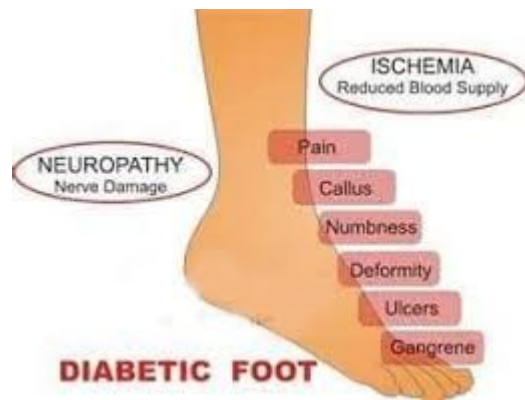 ISCHEMIA
Reduced Blood Supply
NEUROPATHY
Nerve Damage
Pain
Callus
Numbness
Deformity
Ulcers
Gangrene
DIABETIC FOOT